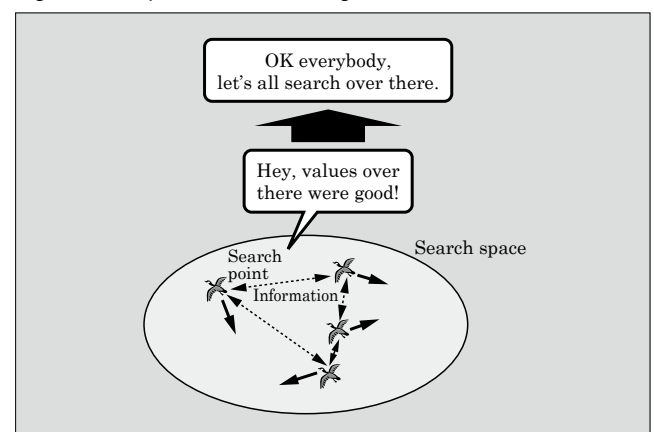 OK everybody,
let's all search over there.
Hey, values over
there were good!
Search space
Search
point
Information